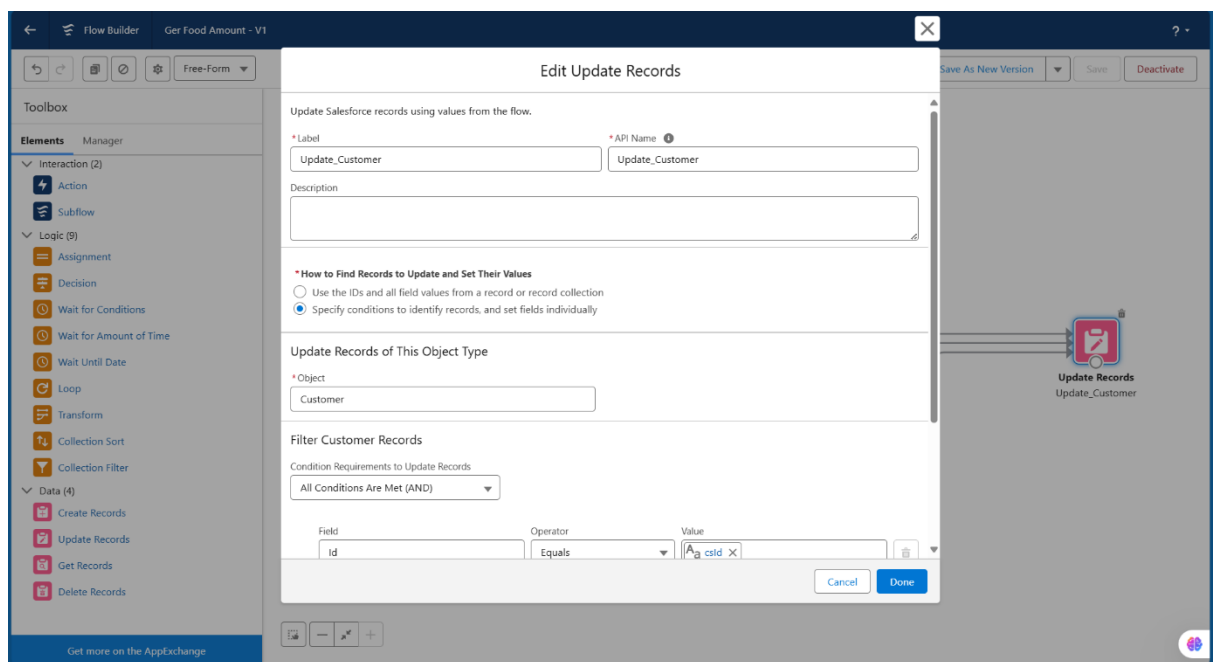 Flow Builder Ger Food Amount - V1
?
Free-Form
Save As New Version Save Deactivate
Toolbox
Elements Manager
Interaction (2)
Action
Subflow
Logic (9)
Assignment
Decision
Wait for Conditions
Wait for Amount of Time
Wait Until Date
Loop
Transform
Collection Sort
Collection Filter
Data (4)
Create Records
Update Records
Get Records
Delete Records
Get more on the AppExchange
Edit Update Records
Update Salesforce records using values from the flow.
*Label *API Name
Update_Customer Update_Customer
Description
*How to Find Records to Update and Set Their Values
Use the IDs and all field values from a record or record collection
Specify conditions to identify records, and set fields individually
Update Records of This Object Type
*Object
Customer
Filter Customer Records
Condition Requirements to Update Records
All Conditions Are Met (AND)
Field Operator Value
Id Equals Aa csId
Cancel Done
Update Records
Update_Customer